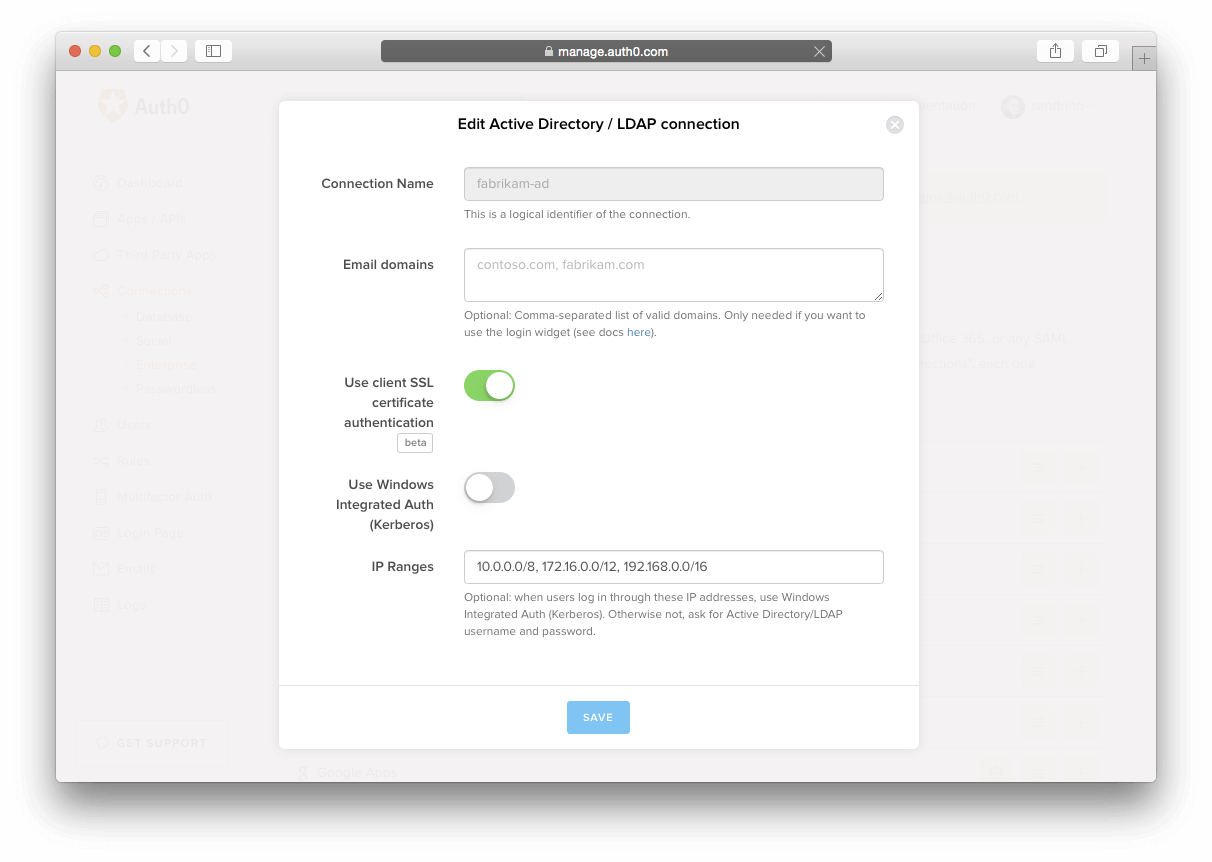 manage.auth0.com
Auth0
Edit Active Directory / LDAP connection
Connection Name
fabrikam-ad
This is a logical identifier of the connection.
Email domains
contoso.com, fabrikam.com
Optional: Comma-separated list of valid domains. Only needed if you want to
use the login widget (see docs here).
Use client SSL
certificate
authentication
beta
Use Windows
Integrated Auth
(Kerberos)
IP Ranges
10.0.0.0/8, 172.16.0.0/12, 192.168.0.0/16
Optional: when users log in through these IP addresses, use Windows
Integrated Auth (Kerberos). Otherwise not, ask for Active Directory/LDAP
username and password.
SAVE
Dashboard
Apps / APIs
Third Party Apps
Connections
Database
Social
Enterprise
Passwordless
Users
Rules
Multifactor Auth
Login Page
Emails
Logs
GET SUPPORT
Office 365, or any SAML
Google Apps